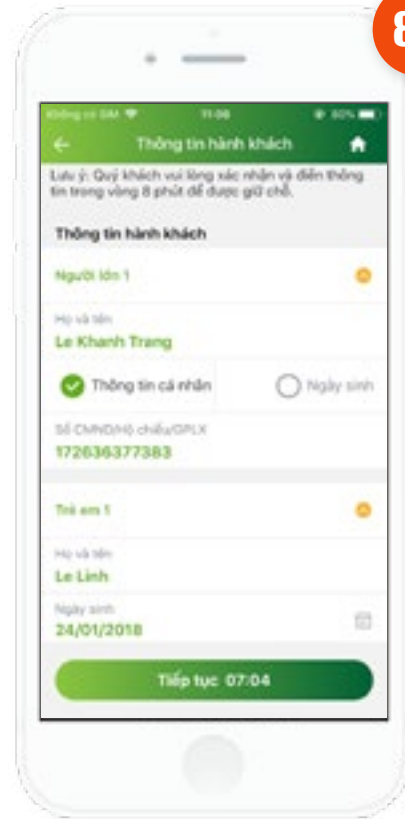 8
Không có SIM 11:06 80%
Thông tin hành khách
Lưu ý: Quý khách vui lòng xác nhận và điền thông
tin trong vòng 8 phút để được giữ chỗ.
Thông tin hành khách
Người lớn 1
Họ và tên
Le Khanh Trang
Thông tin cá nhân Ngày sinh
Số CMND/Hộ chiếu/GPLX
172636377383
Trẻ em 1
Họ và tên
Le Linh
Ngày sinh
24/01/2018
Tiếp tục 07:04